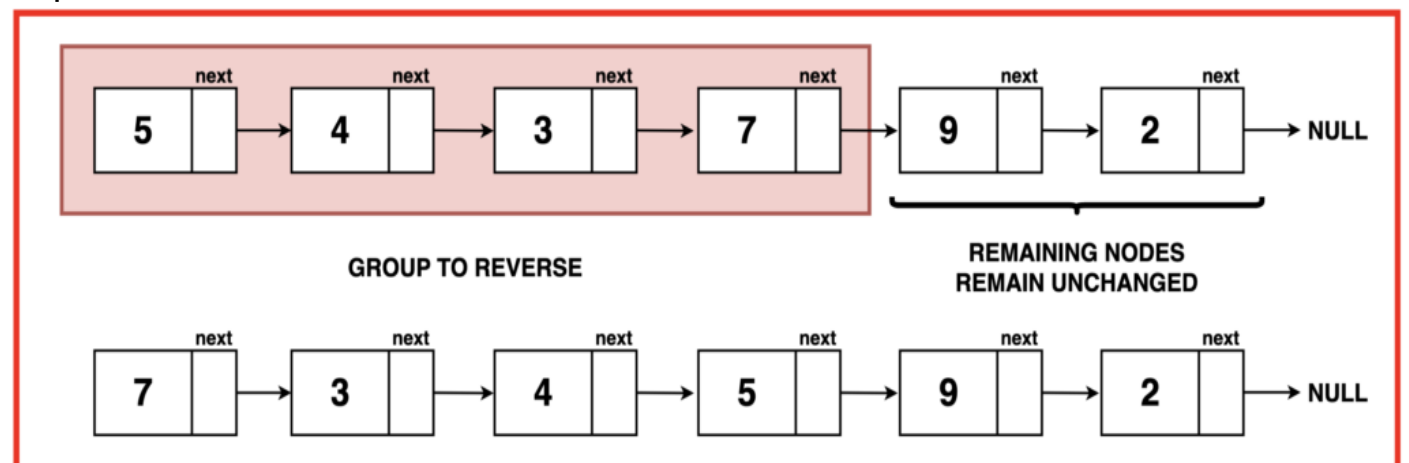 next next next next next next
5 4 3 7 9 2 NULL
GROUP TO REVERSE
REMAINING NODES
REMAIN UNCHANGED
next next next next next next
7 3 4 5 9 2 NULL